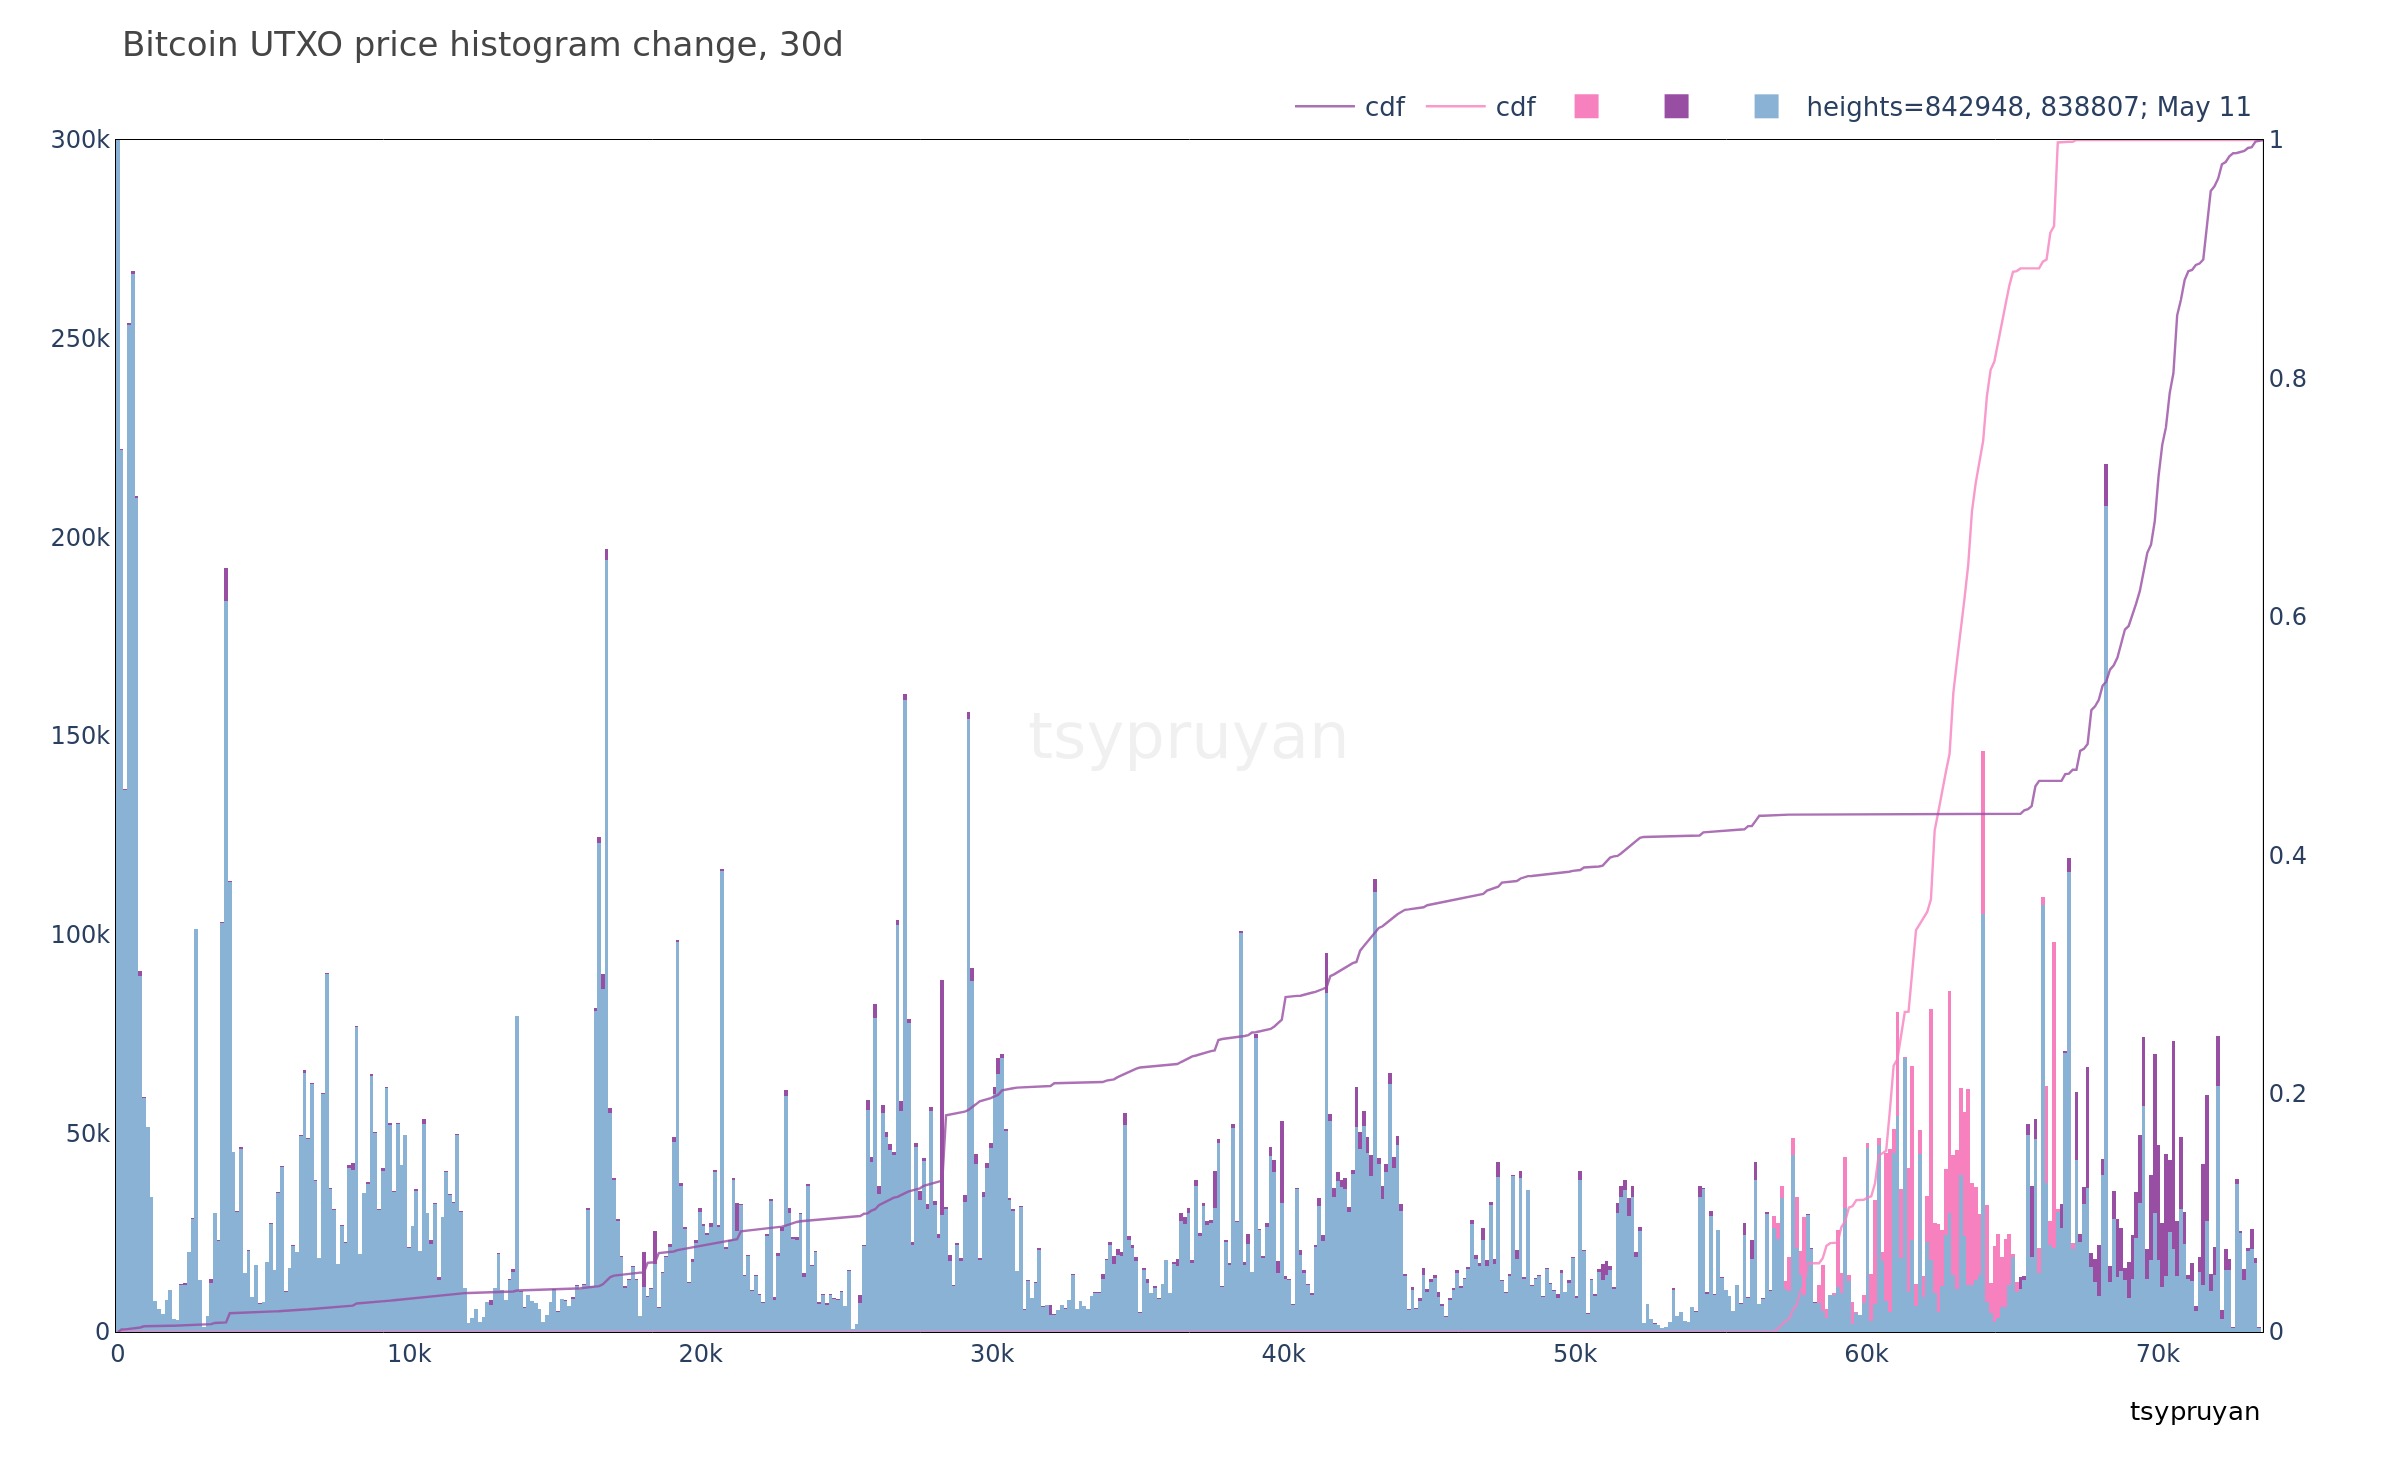 Bitcoin UTXO price histogram change, 30d
cdf cdf heights=842948, 838807; May 11
300k 1
250k
0.8
200k
0.6
150k
tsypruyan
0.4
100k
0.2
50k
0 0
0 10k 20k 30k 40k 50k 60k 70k
tsypruyan